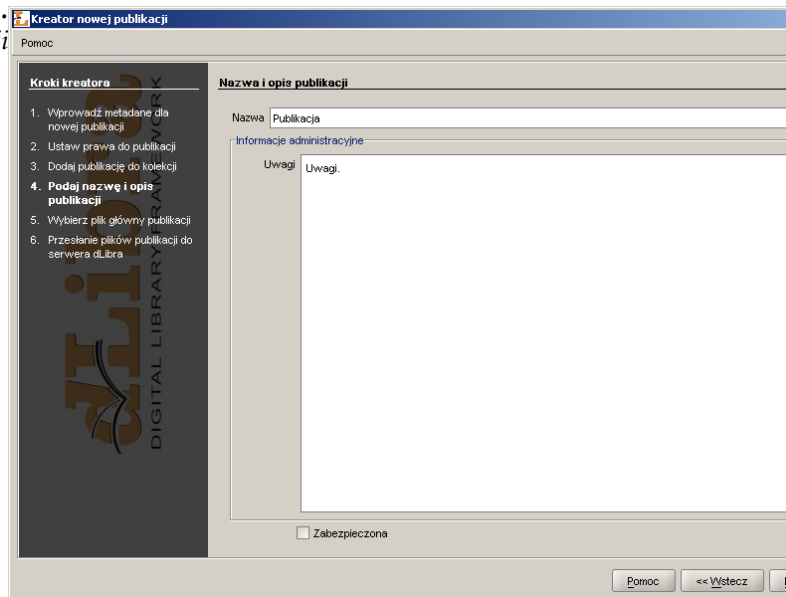 Kreator nowej publikacji
Pomoc
Kroki kreatora
1. Wprowadź metadane dla
nowej publikacji
2. Ustaw prawa do publikacji
3. Dodaj publikację do kolekcji
4. Podaj nazwę i opis
publikacji
5. Wybierz plik główny publikacji
6. Przesłanie plików publikacji do
serwera dLibra
dLibra
DIGITAL LIBRARY FRAMEWORK
Nazwa i opis publikacji
Nazwa Publikacja
Informacje administracyjne
Uwagi Uwagi.
Zabezpieczona
Pomoc << Wstecz